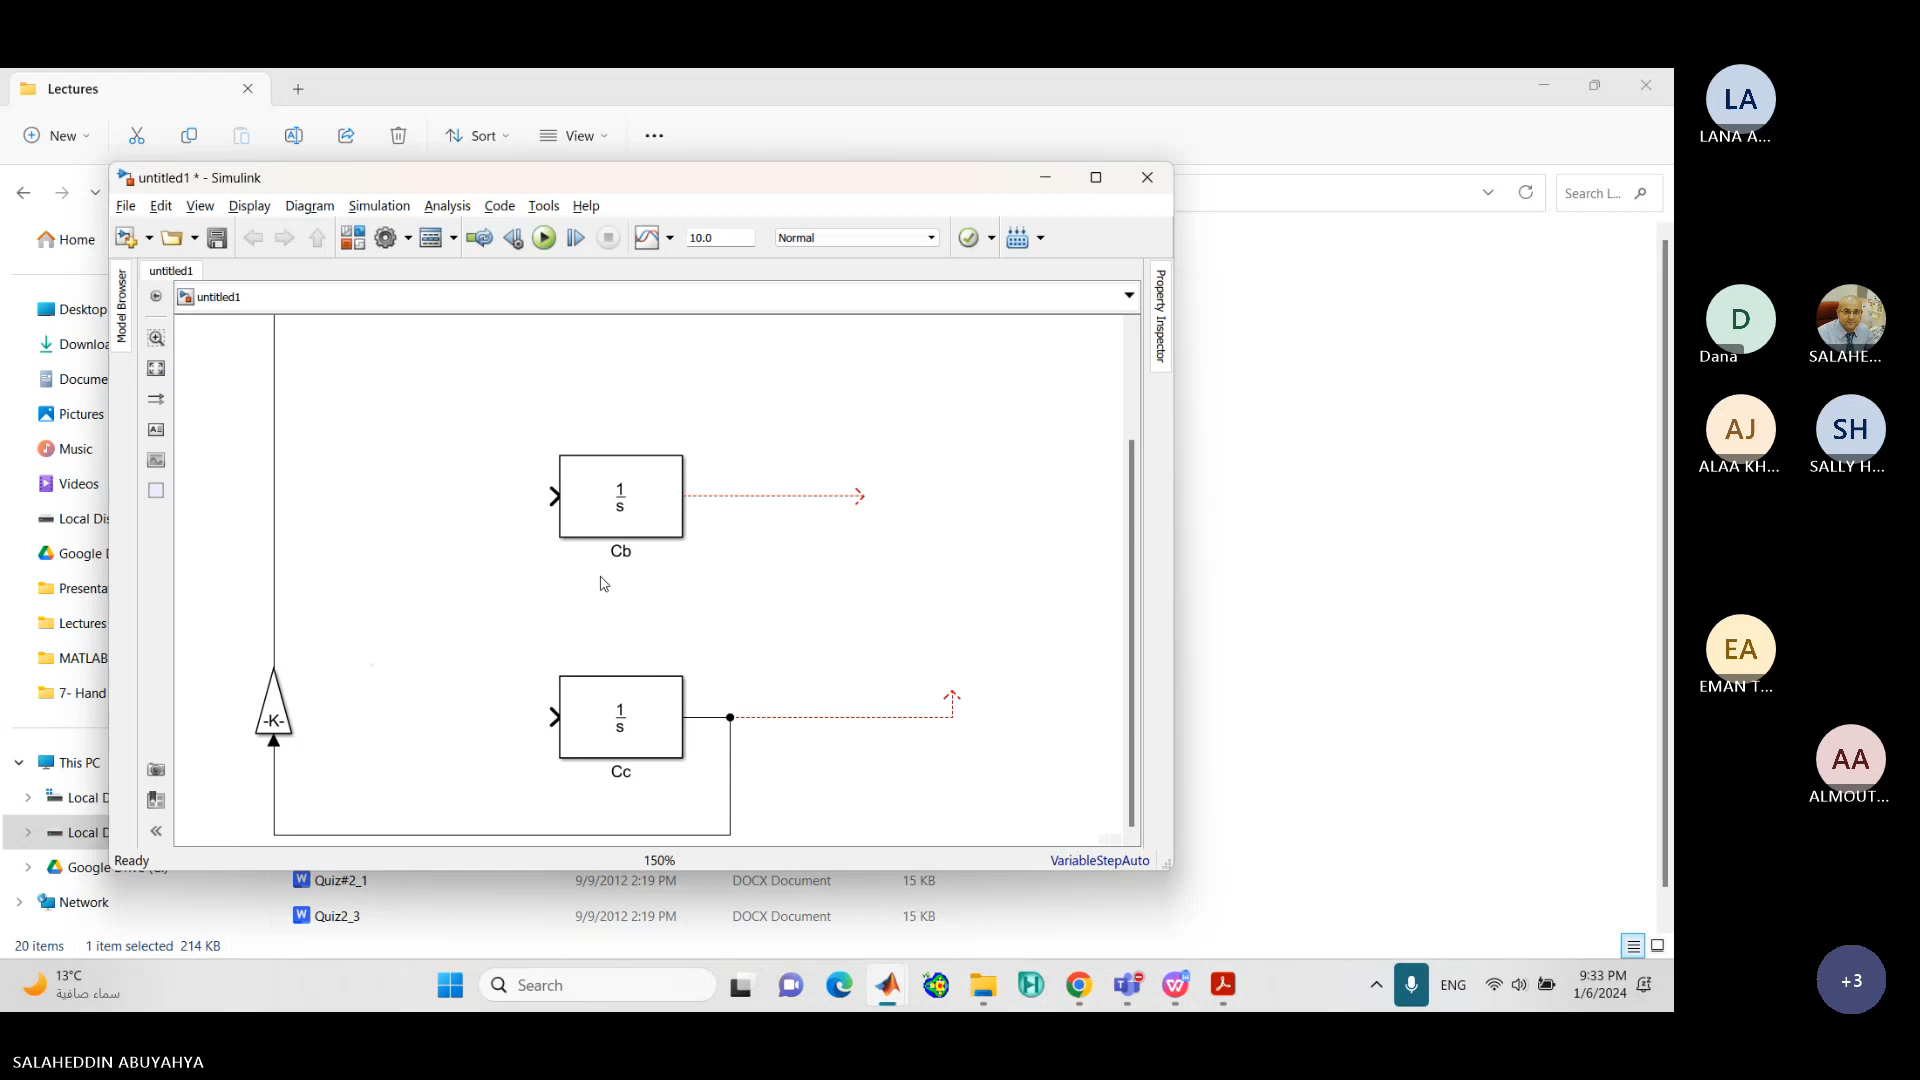 Lectures
New
Sort
View
Search L...
untitled1 * - Simulink
File Edit View Display Diagram Simulation Analysis Code Tools Help
10.0
Normal
Model Browser
untitled1
untitled1
Property Inspector
Home
Desktop
Downloa
Docume
Pictures
Music
Videos
Local Dis
Google D
Presenta
Lectures
MATLAB
7- Hand
This PC
Local D
Local D
Google
Network
1
s
Cb
-K-
1
s
Cc
Ready
150%
VariableStepAuto
Quiz#2_1 9/9/2012 2:19 PM DOCX Document 15 KB
Quiz2_3 9/9/2012 2:19 PM DOCX Document 15 KB
20 items 1 item selected 214 KB
13°C
سماء صافية
Search
ENG
9:33 PM
1/6/2024
LA
LANA A...
D
Dana
SALAHE...
AJ
ALAA KH...
SH
SALLY H...
EA
EMAN T...
AA
ALMOUT...
+3
SALAHEDDIN ABUYAHYA